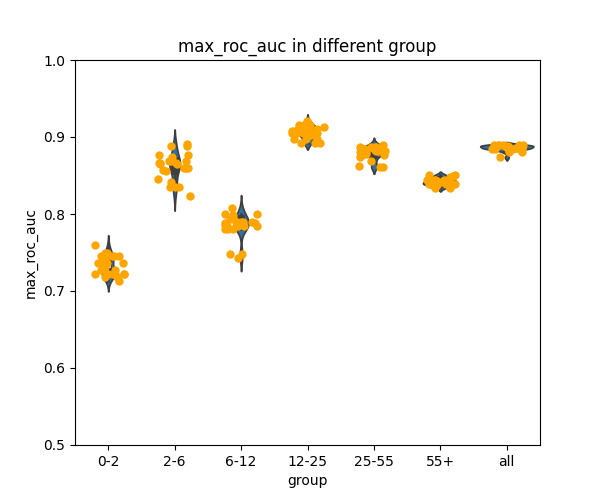 max_roc_auc in different group
max_roc_auc
1.0
0.9
0.8
0.7
0.6
0.5
0-2 2-6 6-12 12-25 25-55 55+ all
group